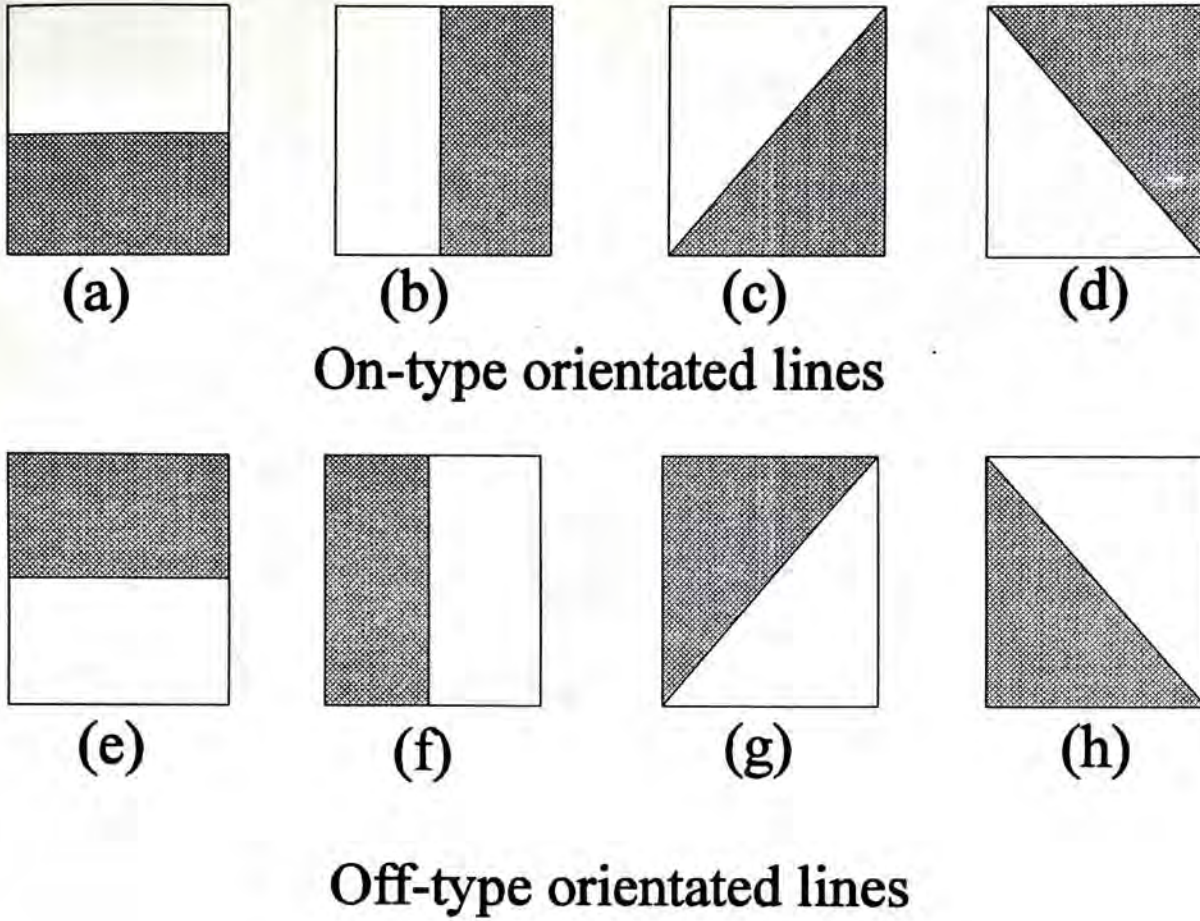 (a) (b) (c) (d)
On-type orientated lines
(e) (f) (g) (h)
Off-type orientated lines